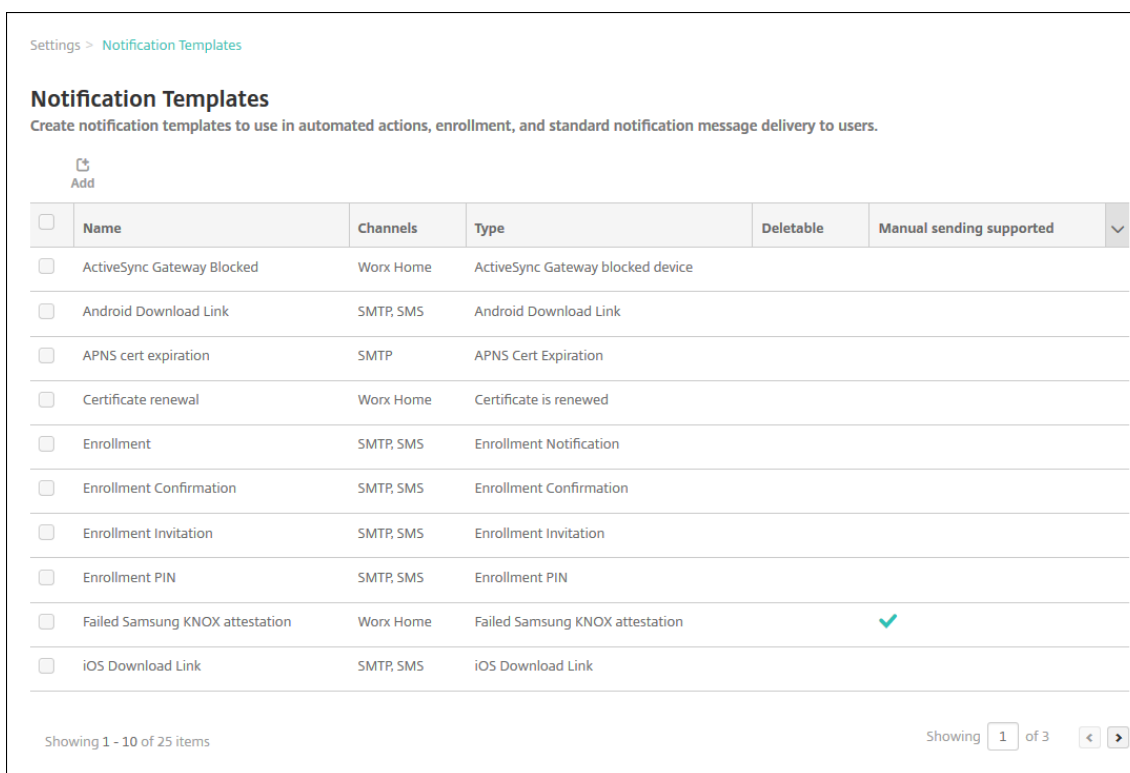 Settings > Notification Templates
Notification Templates
Create notification templates to use in automated actions, enrollment, and standard notification message delivery to users.
Add
Name Channels Type Deletable Manual sending supported
ActiveSync Gateway Blocked Worx Home ActiveSync Gateway blocked device
Android Download Link SMTP, SMS Android Download Link
APNS cert expiration SMTP APNS Cert Expiration
Certificate renewal Worx Home Certificate is renewed
Enrollment SMTP, SMS Enrollment Notification
Enrollment Confirmation SMTP, SMS Enrollment Confirmation
Enrollment Invitation SMTP, SMS Enrollment Invitation
Enrollment PIN SMTP, SMS Enrollment PIN
Failed Samsung KNOX attestation Worx Home Failed Samsung KNOX attestation
iOS Download Link SMTP, SMS iOS Download Link
Showing 1 - 10 of 25 items Showing 1 of 3